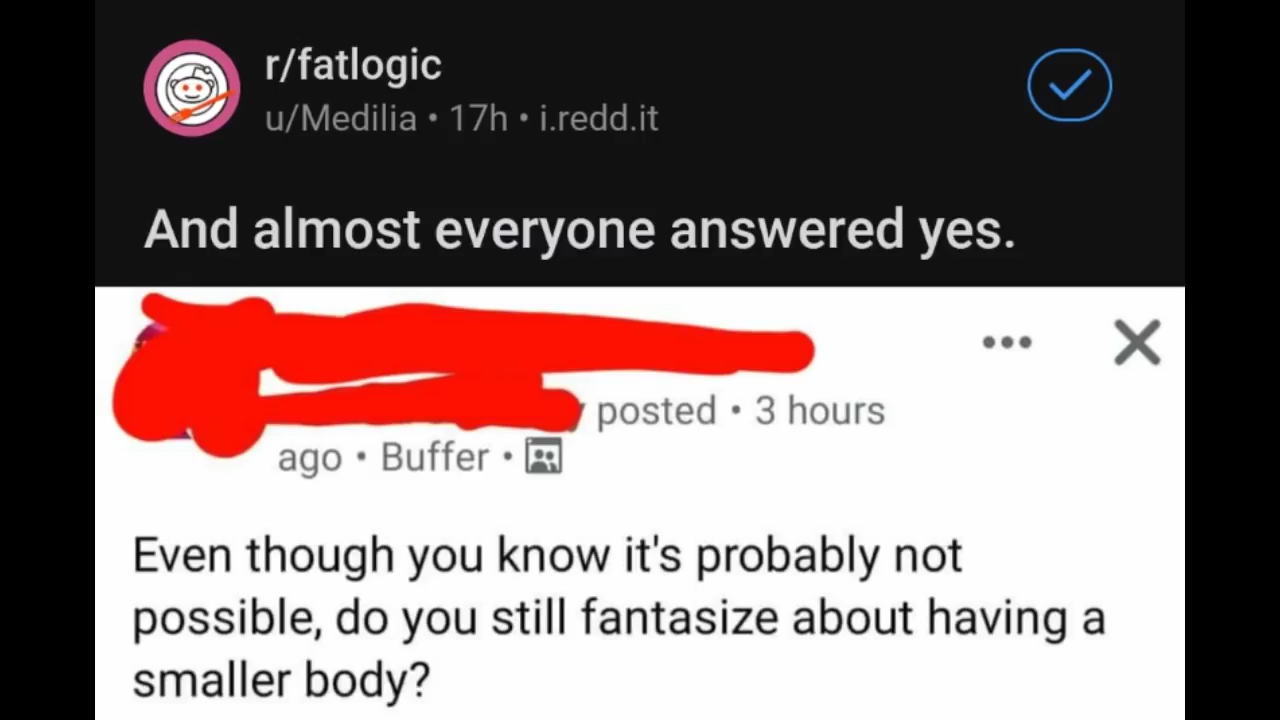 r/fatlogic
u/Medilia • 17h • i.redd.it
And almost everyone answered yes.
posted • 3 hours
ago • Buffer •
Even though you know it's probably not
possible, do you still fantasize about having a
smaller body?